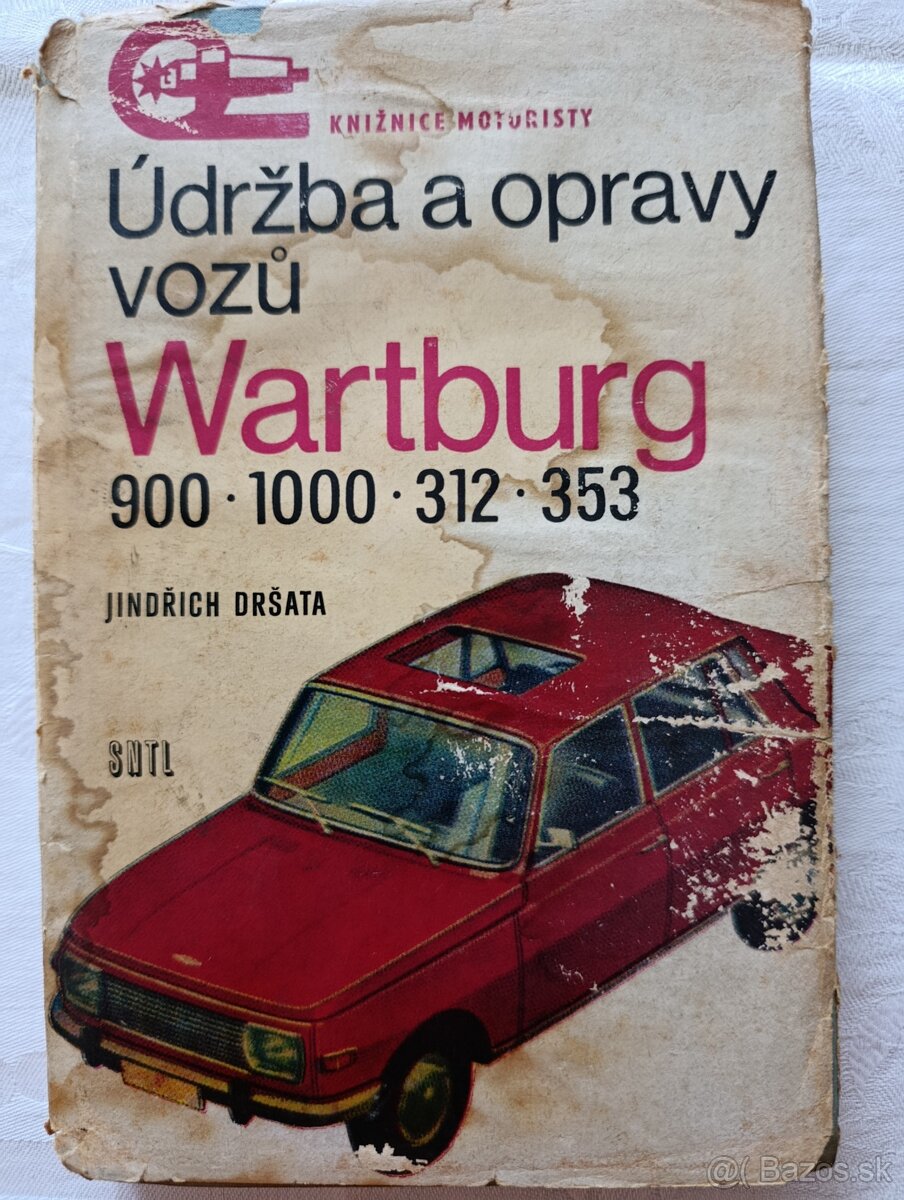 KNIŽNICE MOTORISTY
Údržba a opravy
vozů
Wartburg
900 · 1000 · 312 · 353
JINDŘICH DRŠATA
SNTL
@( Bazos.sk